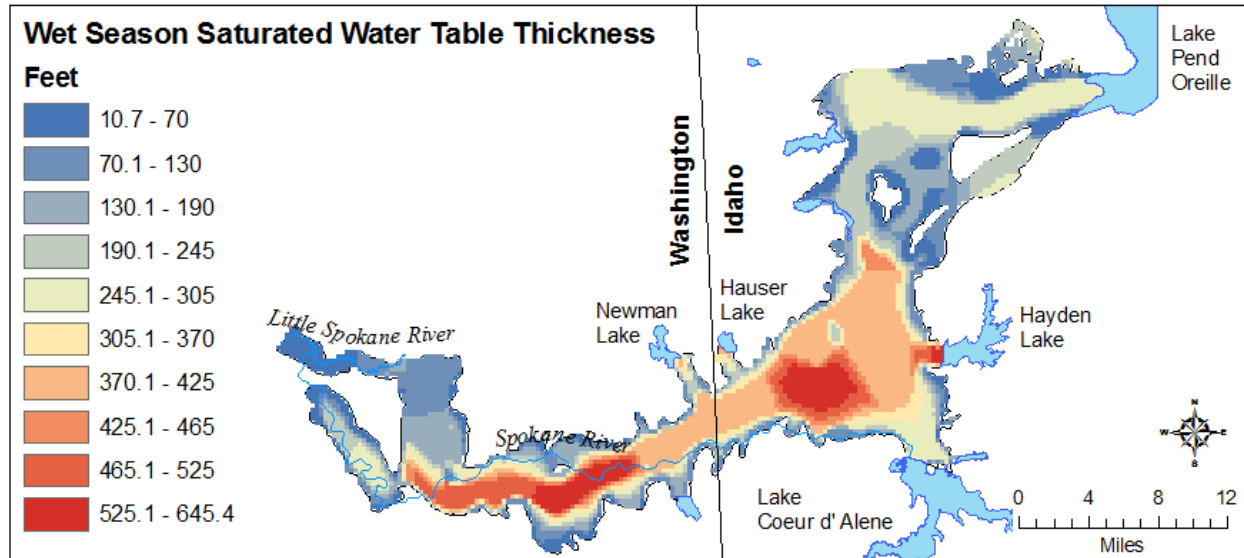 Wet Season Saturated Water Table Thickness
Feet
10.7 - 70
70.1 - 130
130.1 - 190
190.1 - 245
245.1 - 305
305.1 - 370
370.1 - 425
425.1 - 465
465.1 - 525
525.1 - 645.4
Washington
Idaho
Lake
Pend
Oreille
Little Spokane River
Newman
Lake
Hauser
Lake
Hayden
Lake
Spokane River
Lake
Coeur d' Alene
N
W
E
S
0 4 8 12
Miles